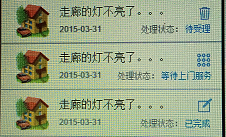 走廊的灯不亮了。。。
2015-03-31 处理状态：待受理
走廊的灯不亮了。。。
2015-03-31 处理状态：等待上门服务
走廊的灯不亮了。。。
2015-03-31 处理状态：已完成